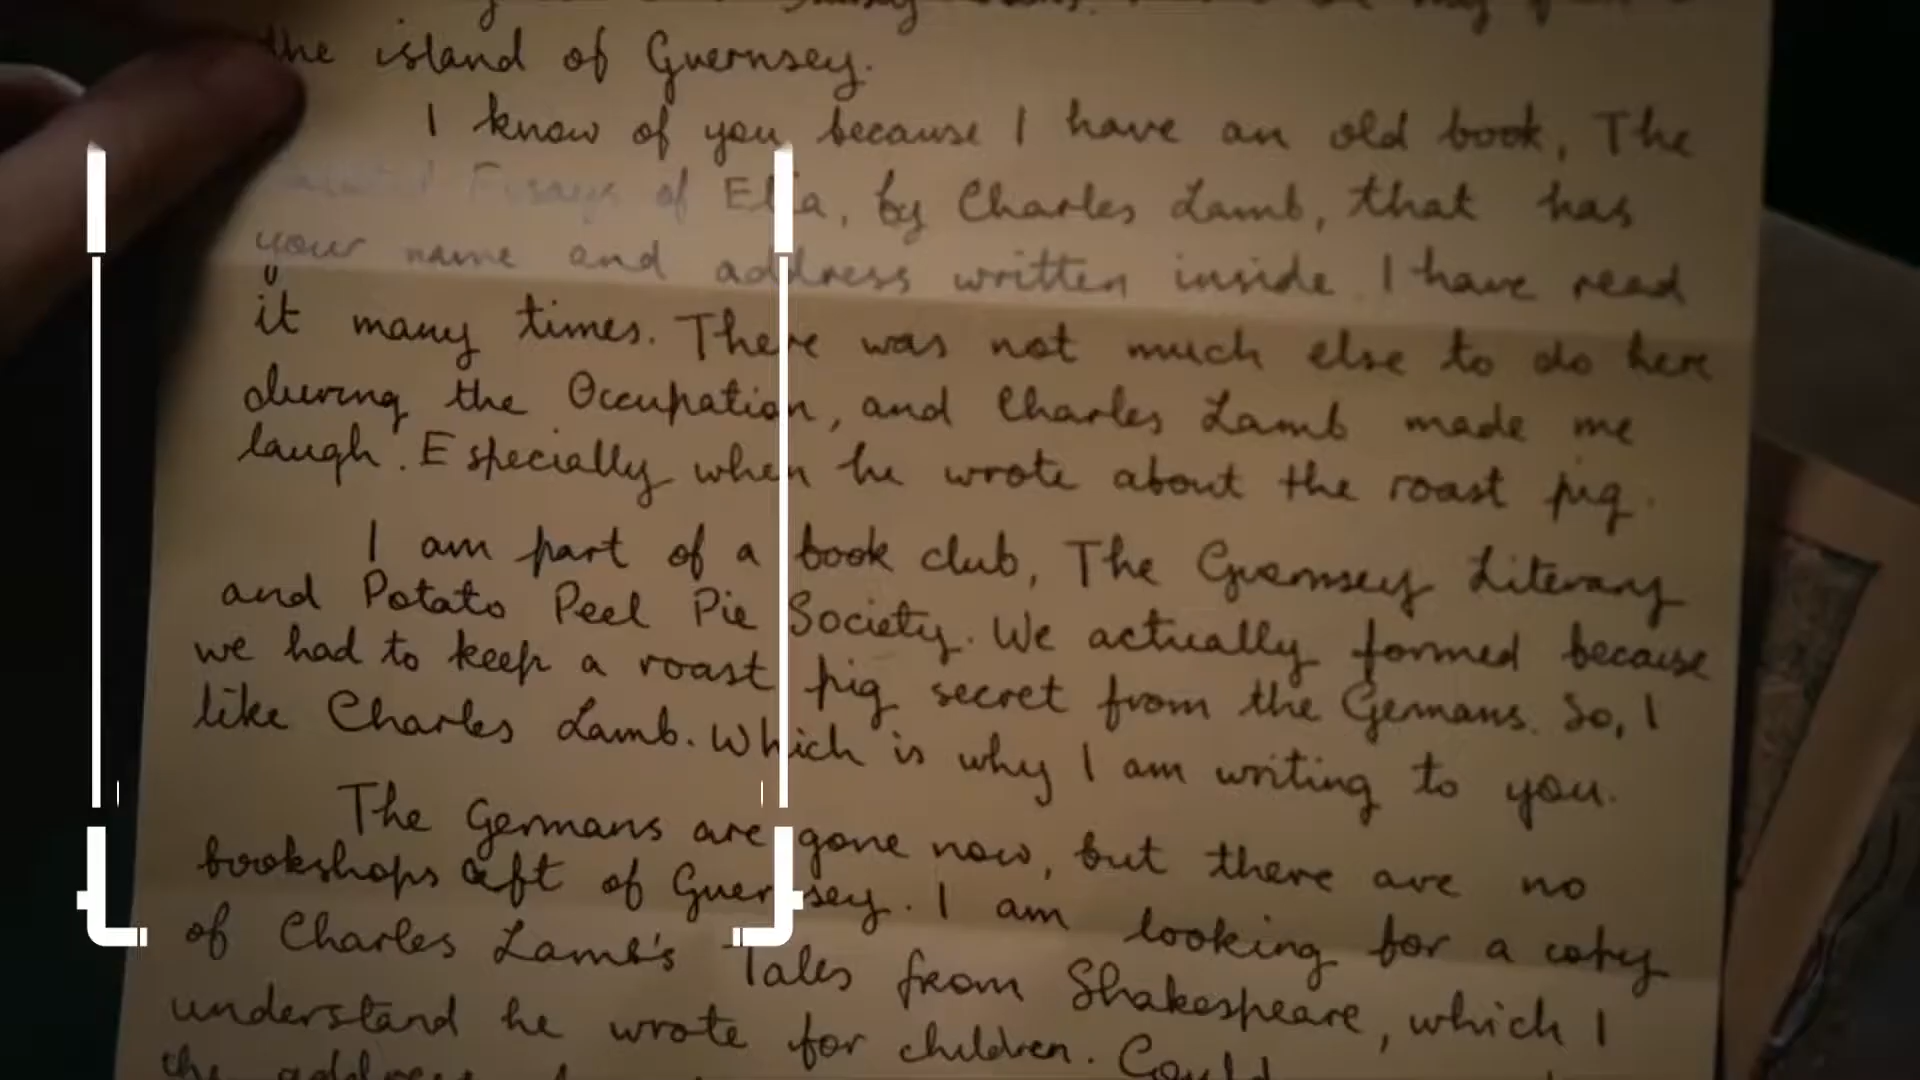 the island of Guernsey.
I know of you because I have an old book, The
Essays of Elia, by Charles Lamb, that has
your name and address written inside. I have read
it many times. There was not much else to do here
during the Occupation, and Charles Lamb made me
laugh. Especially when he wrote about the roast pig.
I am part of a book club, The Guernsey Literary
and Potato Peel Pie Society. We actually formed because
we had to keep a roast pig secret from the Germans. So, I
like Charles Lamb. Which is why I am writing to you.
The Germans are gone now, but there are no
bookshops left of Guernsey. I am looking for a copy
of Charles Lamb's Tales from Shakespeare, which I
understand he wrote for children. Could
the address